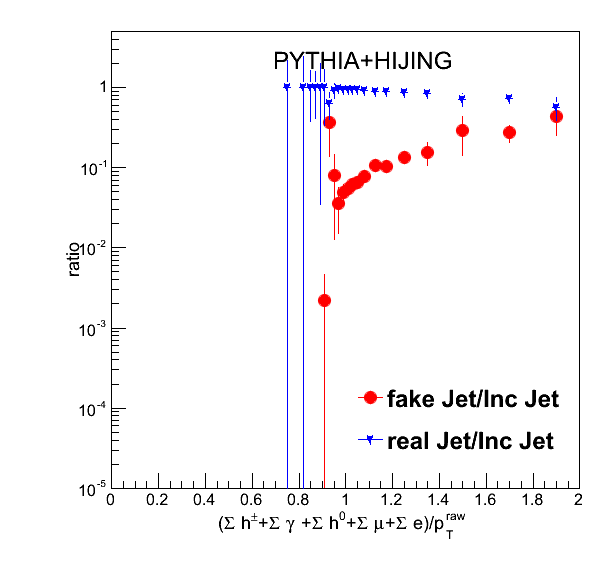 PYTHIA+HIJING
ratio
1
10⁻¹
10⁻²
10⁻³
10⁻⁴
10⁻⁵
fake Jet/Inc Jet
real Jet/Inc Jet
0 0.2 0.4 0.6 0.8 1 1.2 1.4 1.6 1.8 2
(Σ h±+Σ γ +Σ h⁰+Σ μ+Σ e)/p_T^raw